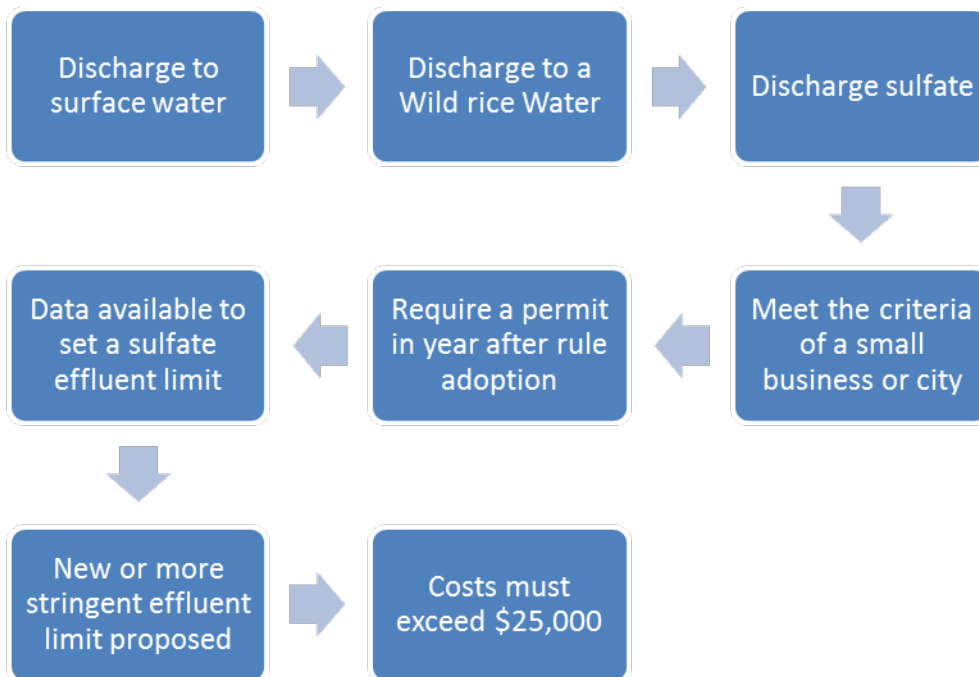 Discharge to
surface water
Discharge to a
Wild rice Water
Discharge sulfate
Meet the criteria
of a small
business or city
Require a permit
in year after rule
adoption
Data available to
set a sulfate
effluent limit
New or more
stringent effluent
limit proposed
Costs must
exceed $25,000